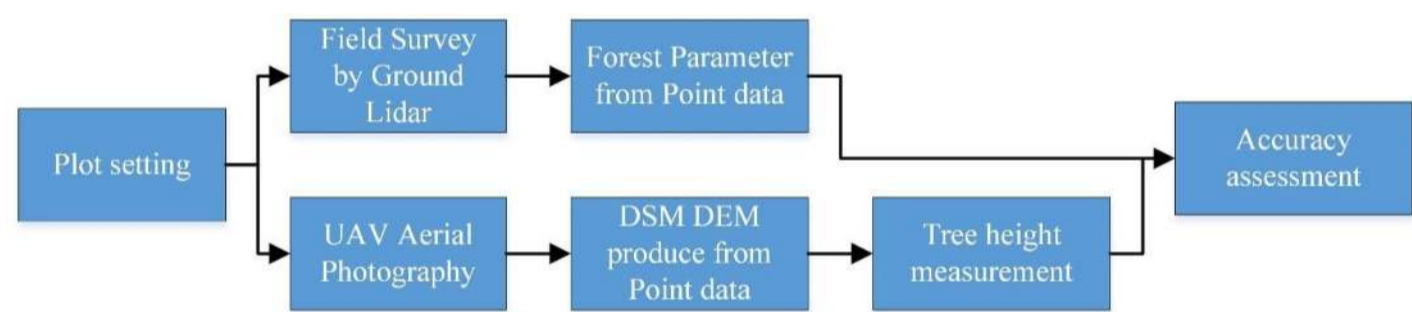 Plot setting
Field Survey
by Ground
Lidar
Forest Parameter
from Point data
UAV Aerial
Photography
DSM DEM
produce from
Point data
Tree height
measurement
Accuracy
assessment